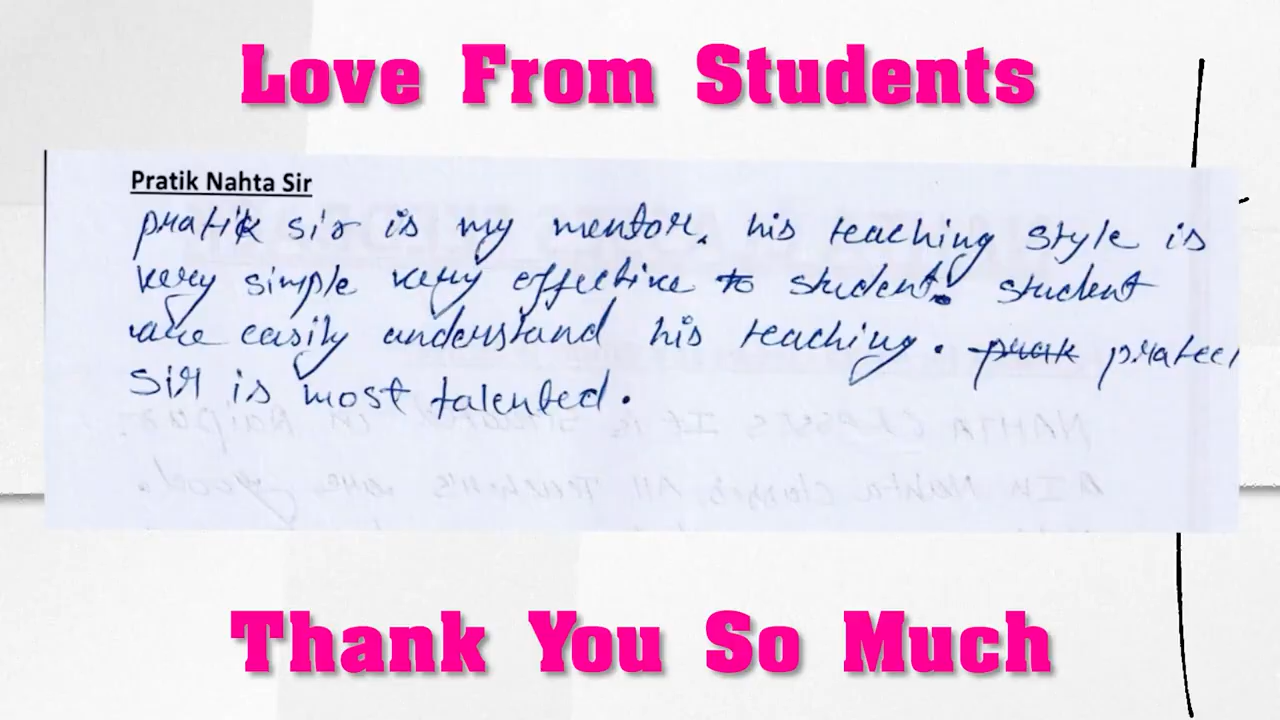 Love From Students
Pratik Nahta Sir
pratik sir is my mentor. his teaching style is
very simple very effective to student. student
are easily understand his teaching. prateel
sir is most talented.
Thank You So Much